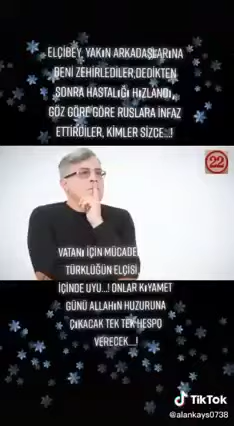 ELÇİBEY, YAKIN ARKADAŞLARINA
BENİ ZEHİRLEDİLER,DEDİKTEN
SONRA HASTALIĞI HIZLANDI,
GÖZ GÖRE GÖRE RUSLARA İNFAZ
ETTİRDİLER, KİMLER SİZCE...!
22
VATANI İÇİN MÜCADE
TÜRKLÜĞÜN ELÇİSİ
İÇİNDE UYU...! ONLAR KIYAMET
GÜNÜ ALLAHIN HUZURUNA
ÇIKACAK TEK TEK HESPO
VERECEK...!
TikTok
@alankays0738